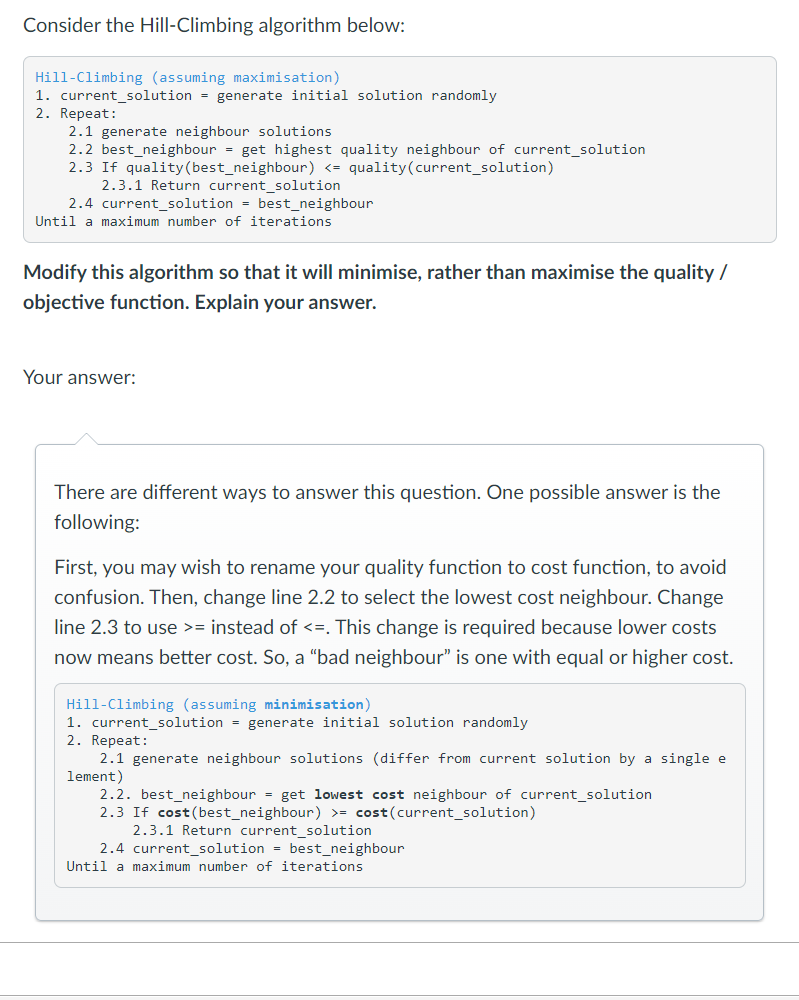 Consider the Hill-Climbing algorithm below:
Hill-Climbing (assuming maximisation)
1. current_solution = generate initial solution randomly
2. Repeat:
2.1 generate neighbour solutions
2.2 best_neighbour = get highest quality neighbour of current_solution
2.3 If quality(best_neighbour) <= quality(current_solution)
2.3.1 Return current_solution
2.4 current_solution = best_neighbour
Until a maximum number of iterations
Modify this algorithm so that it will minimise, rather than maximise the quality /
objective function. Explain your answer.
Your answer:
There are different ways to answer this question. One possible answer is the
following:
First, you may wish to rename your quality function to cost function, to avoid
confusion. Then, change line 2.2 to select the lowest cost neighbour. Change
line 2.3 to use >= instead of <=. This change is required because lower costs
now means better cost. So, a “bad neighbour” is one with equal or higher cost.
Hill-Climbing (assuming minimisation)
1. current_solution = generate initial solution randomly
2. Repeat:
2.1 generate neighbour solutions (differ from current solution by a single e
lement)
2.2. best_neighbour = get lowest cost neighbour of current_solution
2.3 If cost(best_neighbour) >= cost(current_solution)
2.3.1 Return current_solution
2.4 current_solution = best_neighbour
Until a maximum number of iterations